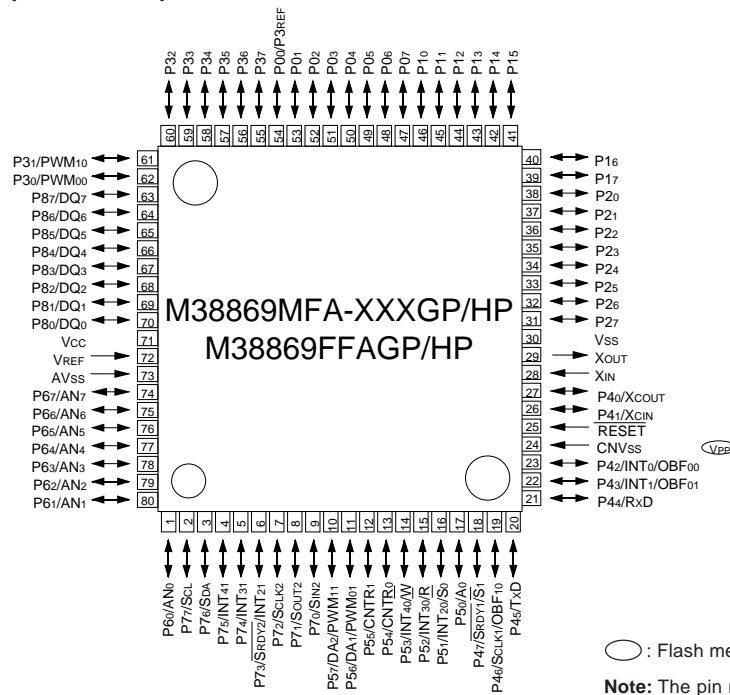 P32
P33
P34
P35
P36
P37
P00/P3REF
P01
P02
P03
P04
P05
P06
P07
P10
P11
P12
P13
P14
P15
60
59
58
57
56
55
54
53
52
51
50
49
48
47
46
45
44
43
42
41
P31/PWM10 61
P30/PWM00 62
P87/DQ7 63
P86/DQ6 64
P85/DQ5 65
P84/DQ4 66
P83/DQ3 67
P82/DQ2 68
P81/DQ1 69
P80/DQ0 70
VCC 71
VREF 72
AVSS 73
P67/AN7 74
P66/AN6 75
P65/AN5 76
P64/AN4 77
P63/AN3 78
P62/AN2 79
P61/AN1 80
M38869MFA-XXXGP/HP
M38869FFAGP/HP
40 P16
39 P17
38 P20
37 P21
36 P22
35 P23
34 P24
33 P25
32 P26
31 P27
30 VSS
29 XOUT
28 XIN
27 P40/XCOUT
26 P41/XCIN
25 RESET
24 CNVSS VPP
23 P42/INT0/OBF00
22 P43/INT1/OBF01
21 P44/RXD
1
2
3
4
5
6
7
8
9
10
11
12
13
14
15
16
17
18
19
20
P60/AN0
P77/SCL
P76/SDA
P75/INT41
P74/INT31
P73/SRDY2/INT21
P72/SCLK2
P71/SOUT2
P70/SIN2
P57/DA2/PWM11
P56/DA1/PWM01
P55/CNTR1
P54/CNTR0
P53/INT40/W
P52/INT30/R
P51/INT20/S0
P50/A0
P47/SRDY1/S1
P46/SCLK1/OBF10
P45/TXD
: Flash me
Note: The pin